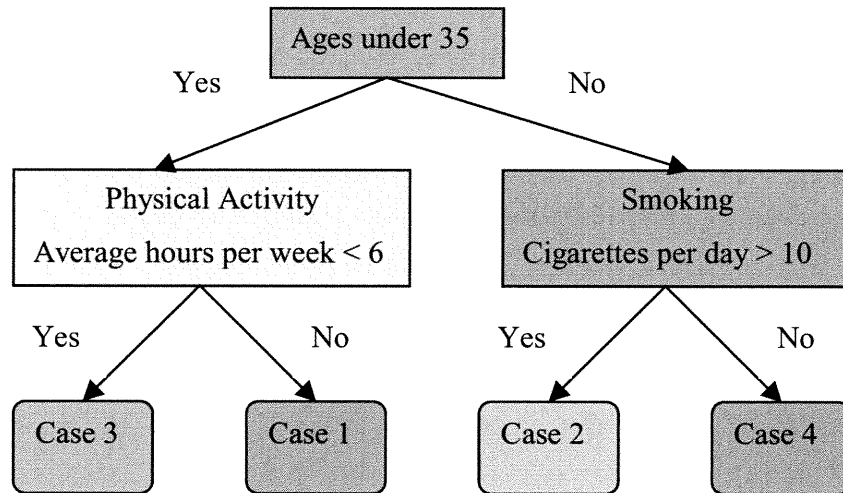 Ages under 35
Yes
No
Physical Activity
Average hours per week < 6
Smoking
Cigarettes per day > 10
Yes
No
Yes
No
Case 3
Case 1
Case 2
Case 4